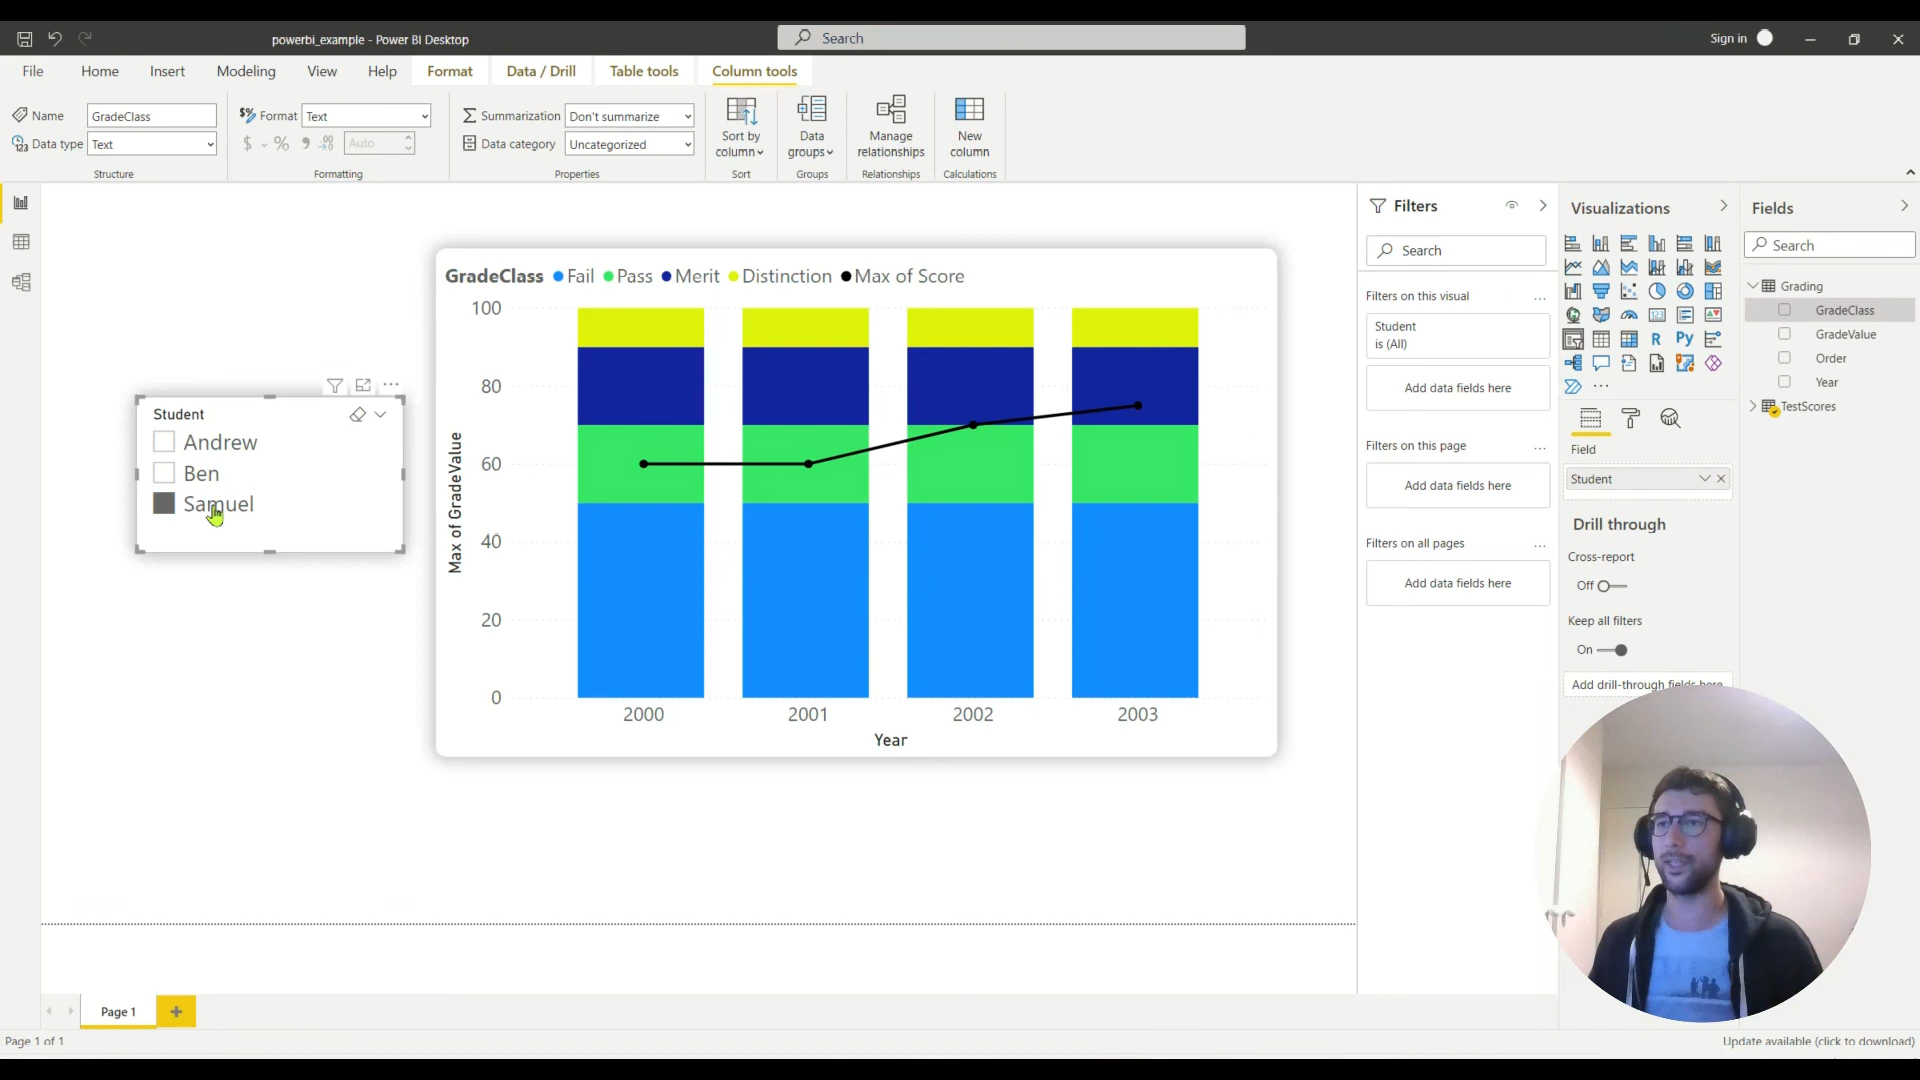 powerbi_example - Power BI Desktop
Search
Sign in
File Home Insert Modeling View Help Format Data / Drill Table tools Column tools
Name GradeClass
Data type Text
Structure
Format Text
$ % Auto
Formatting
Summarization Don't summarize
Data category Uncategorized
Properties
Sort by
column
Sort
Data
groups
Groups
Manage
relationships
Relationships
New
column
Calculations
Student
Andrew
Ben
Samuel
GradeClass Fail Pass Merit Distinction Max of Score
Max of GradeValue
100
80
60
40
20
0
2000 2001 2002 2003
Year
Filters
Search
Filters on this visual ...
Student
is (All)
Add data fields here
Filters on this page ...
Add data fields here
Filters on all pages ...
Add data fields here
Visualizations
123
R
Py
...
Field
Student
Drill through
Cross-report
Off
Keep all filters
On
Add drill-through fields here
Fields
Search
Grading
GradeClass
GradeValue
Order
Year
TestScores
Page 1
+
Page 1 of 1
Update available (click to download)